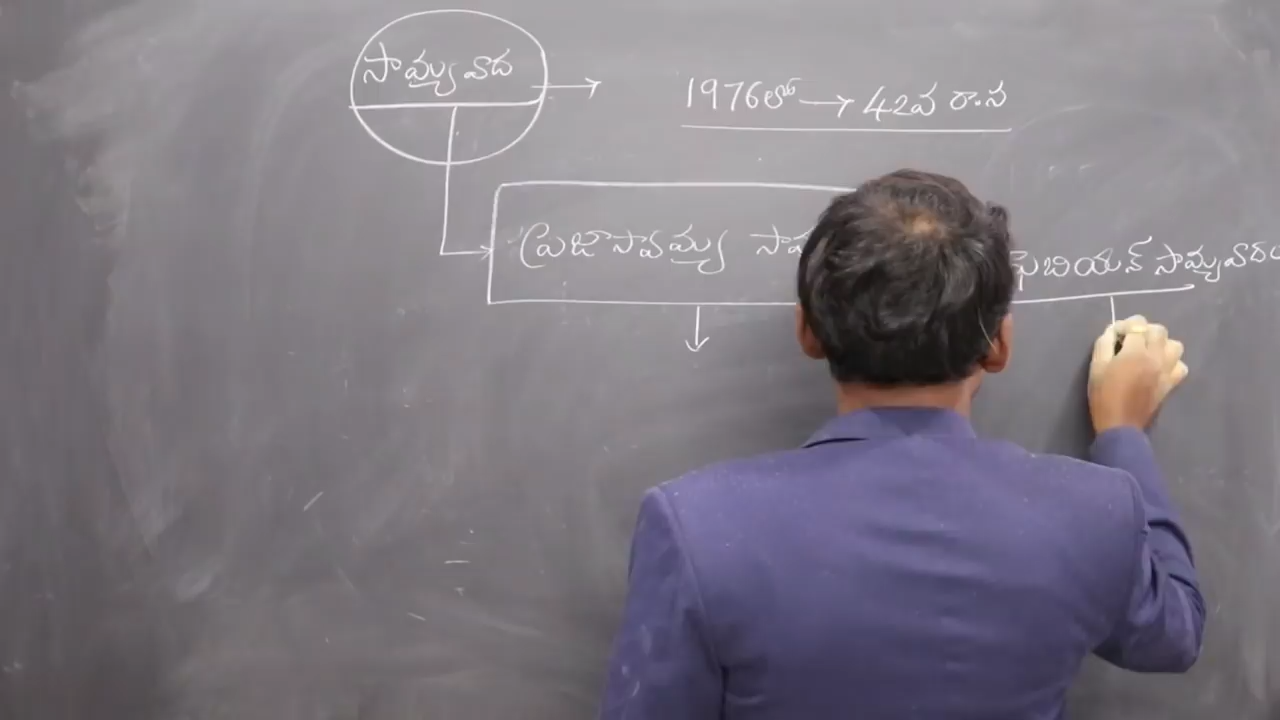 సామ్యవాద
1976లో → 42వ రా.స
ప్రజాస్వామ్య
ఫెబియన్ సామ్యవాదం